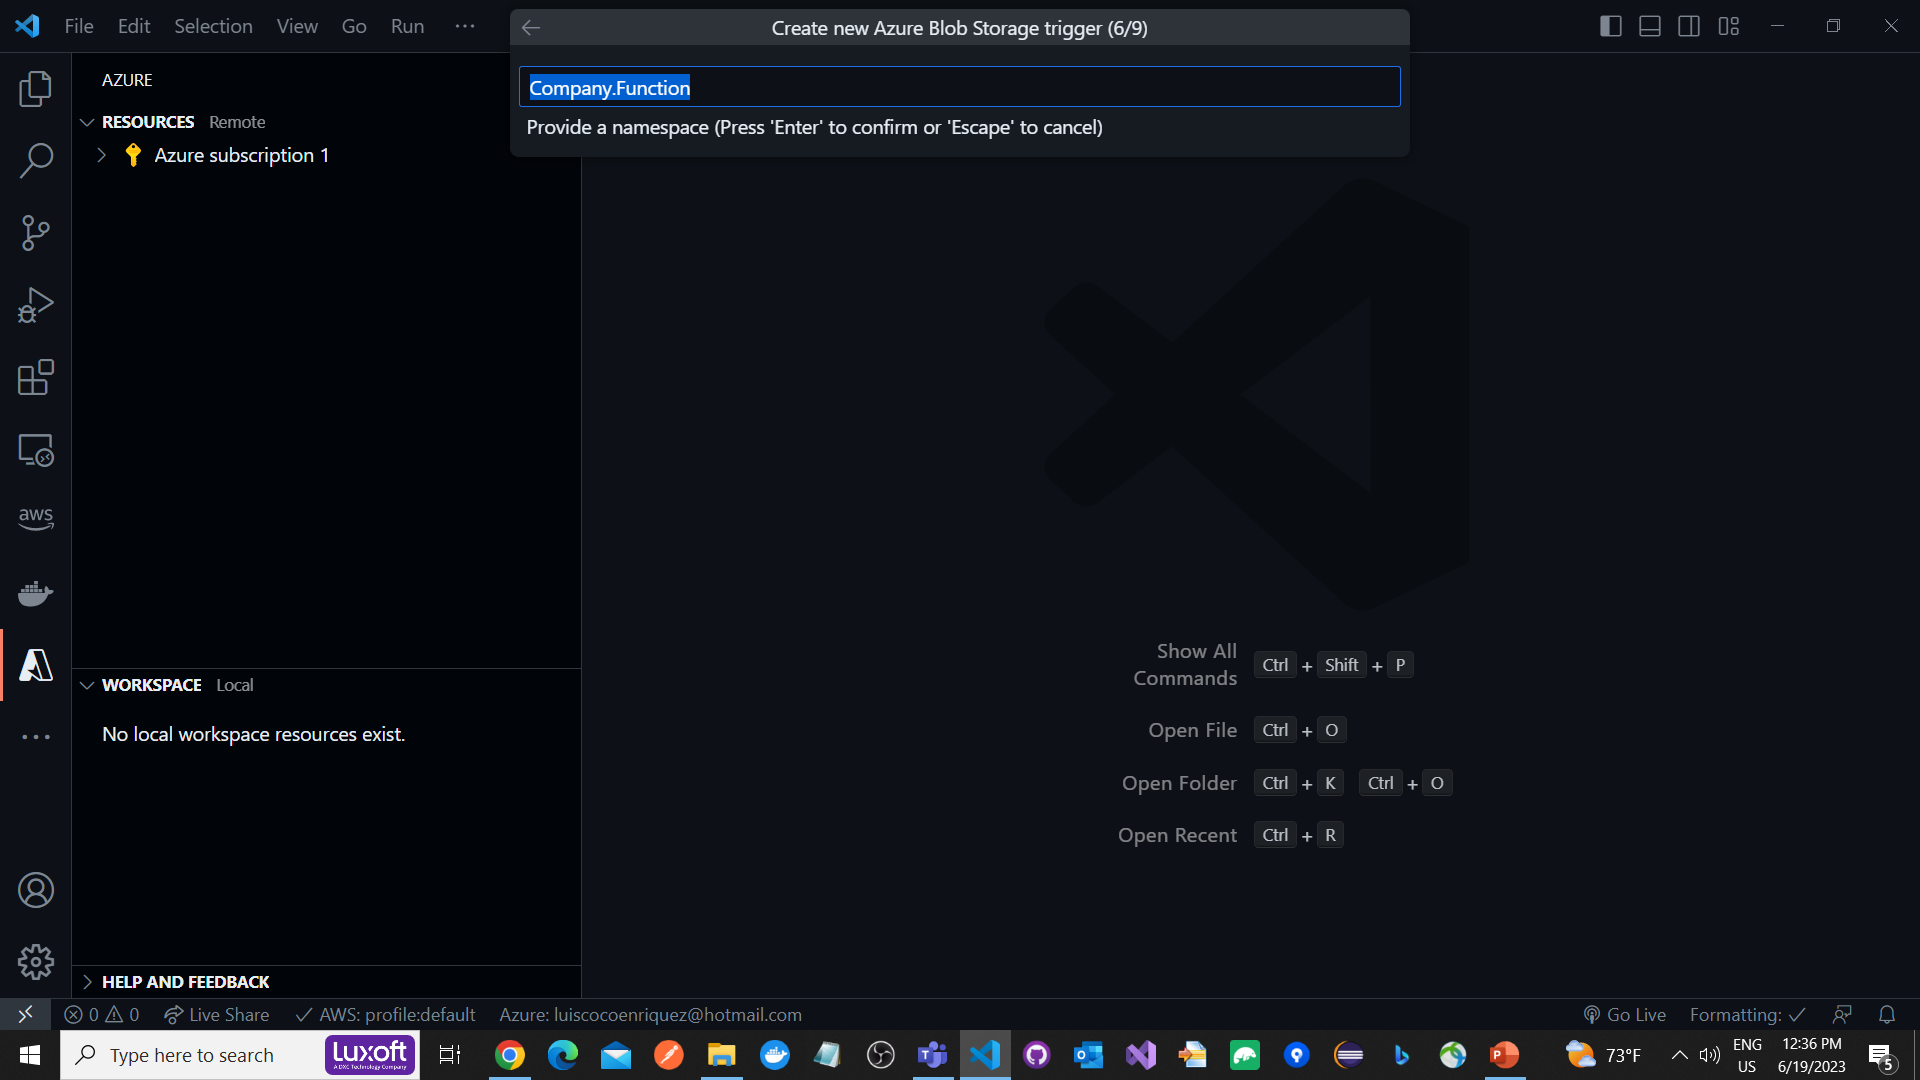 File Edit Selection View Go Run ···
Create new Azure Blob Storage trigger (6/9)
Company.Function
Provide a namespace (Press 'Enter' to confirm or 'Escape' to cancel)
AZURE
RESOURCES Remote
Azure subscription 1
aws
WORKSPACE Local
No local workspace resources exist.
Show All Commands Ctrl + Shift + P
Open File Ctrl + O
Open Folder Ctrl + K Ctrl + O
Open Recent Ctrl + R
HELP AND FEEDBACK
0 0 Live Share AWS: profile:default Azure: luiscocoenriquez@hotmail.com Go Live Formatting:
Type here to search
luxoft
A DXC Technology Company
73°F
ENG
US
12:36 PM
6/19/2023
5